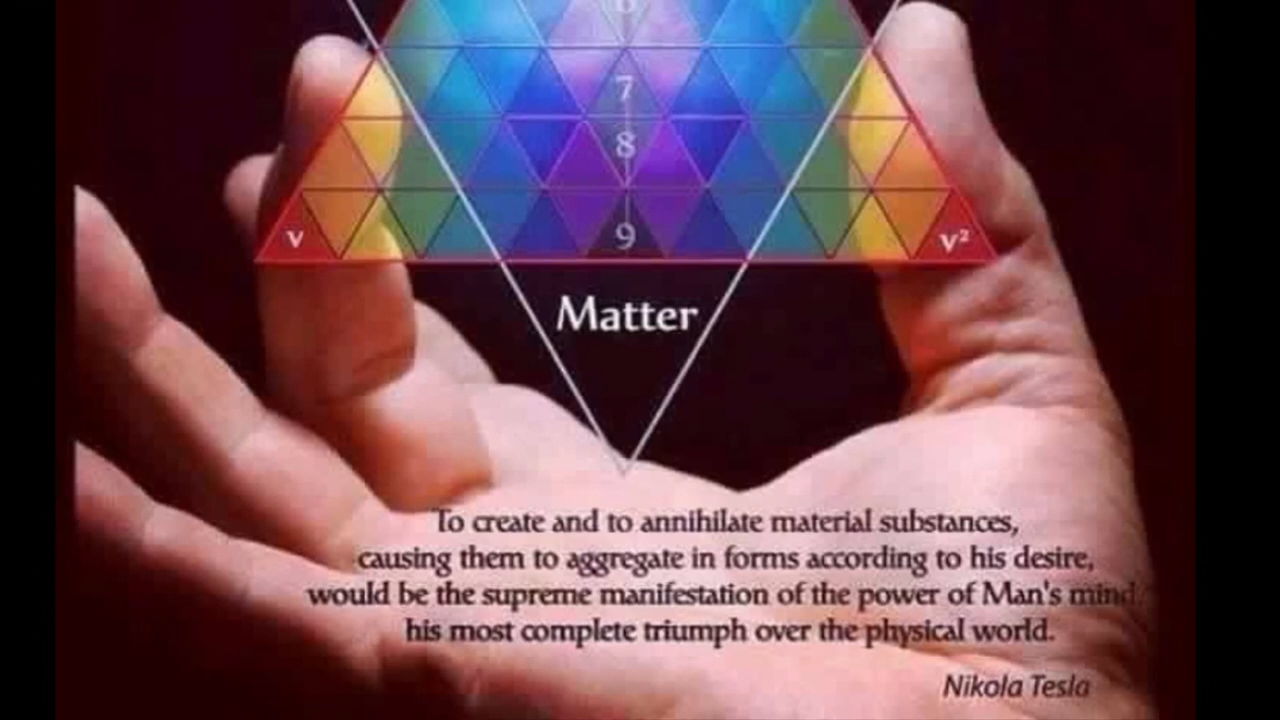 7
8
9
v v²
Matter
To create and to annihilate material substances,
causing them to aggregate in forms according to his desire,
would be the supreme manifestation of the power of Man's mind,
his most complete triumph over the physical world.
Nikola Tesla